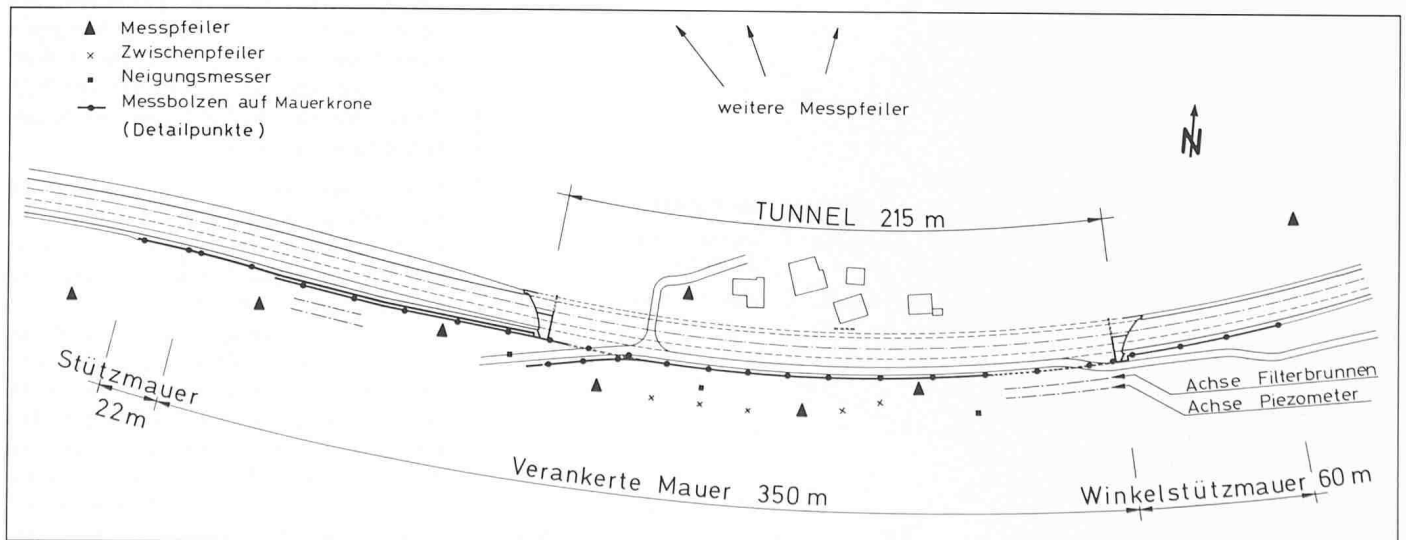 Messpfeiler
Zwischenpfeiler
Neigungsmesser
Messbolzen auf Mauerkrone
(Detailpunkte)
weitere Messpfeiler
N
TUNNEL 215 m
Stützmauer
22m
Achse Filterbrunnen
Achse Piezometer
Verankerte Mauer 350 m
Winkelstützmauer 60 m